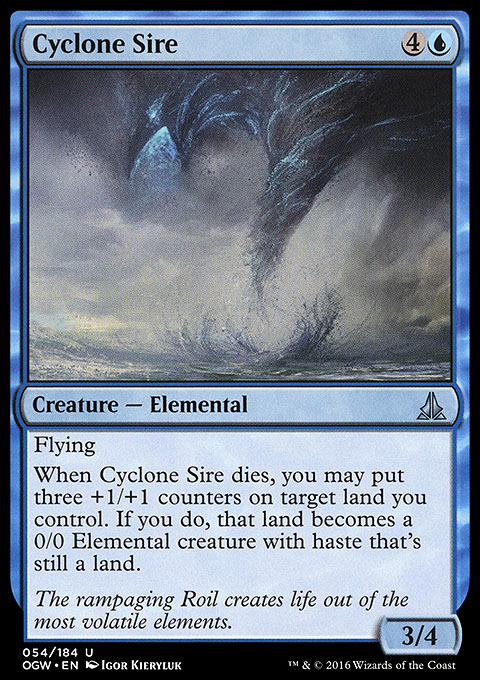 Cyclone Sire 4
Creature — Elemental
Flying
When Cyclone Sire dies, you may put
three +1/+1 counters on target land you
control. If you do, that land becomes a
0/0 Elemental creature with haste that's
still a land.
The rampaging Roil creates life out of the
most volatile elements.
3/4
054/184 U
OGW • EN Igor Kieryluk
™ & © 2016 Wizards of the Coast